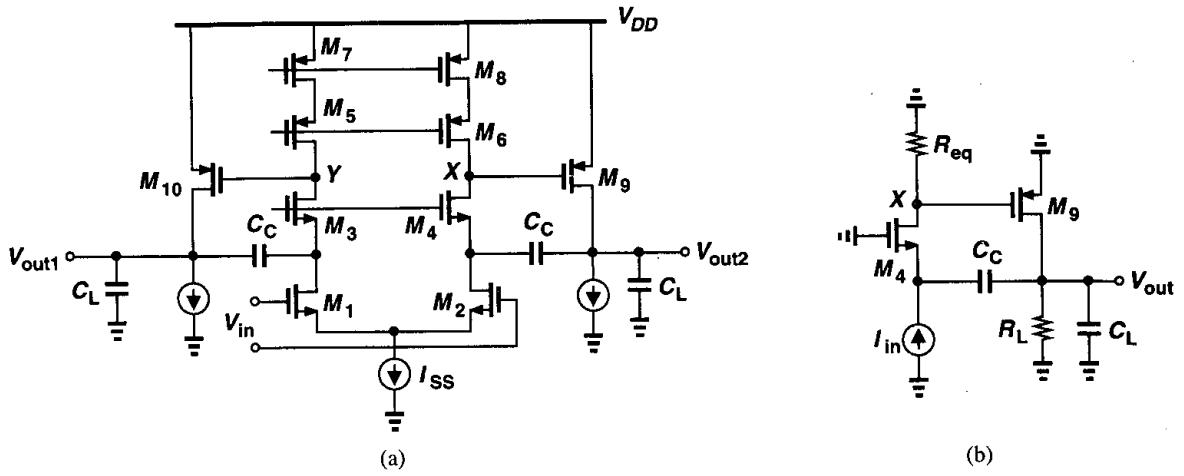 V_DD
M_7
M_8
M_5
M_6
Y
X
M_10
M_9
C_C
M_3
M_4
C_C
V_out1
V_out2
C_L
M_1
M_2
C_L
V_in
I_SS
(a)
R_eq
X
M_9
M_4
C_C
V_out
I_in
R_L
C_L
(b)